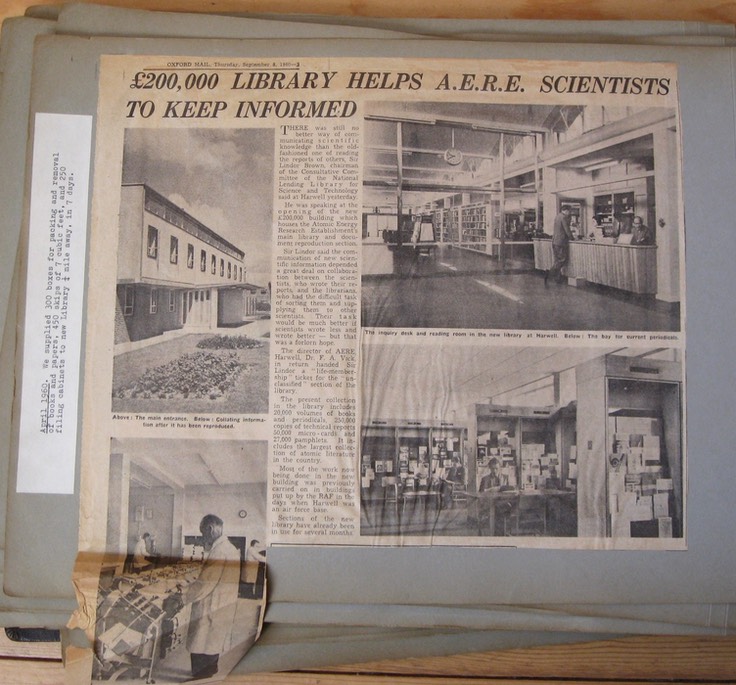 OXFORD MAIL, Thursday, September 8, 1960—3
£200,000 LIBRARY HELPS A.E.R.E. SCIENTISTS
TO KEEP INFORMED
THERE was still no
better way of com-
municating scientific
knowledge than the old-
fashioned one of reading
the reports of others, Sir
Lindor Brown, chairman
of the Consultative Com-
mittee of the National
Lending Library for
Science and Technology
said at Harwell yesterday.
He was speaking at the
opening of the new
£200,000 building which
houses the Atomic Energy
Research Establishment's
main library and docu-
ment reproduction section.
Sir Lindor said the com-
munication of new scien-
tific information depended
a great deal on collabora-
tion between the scien-
tists, who wrote their re-
ports, and the librarians,
who had the difficult task
of sorting them and sup-
plying them to other
scientists. Their task
would be much better if
scientists wrote less and
wrote better — but that
was a forlorn hope.
The director of AERE,
Harwell, Dr. F. A. Vick,
in return handed Sir
Lindor a "life-member-
ship" ticket for the "un-
classified" section of the
library.
The present collection
in the library includes
20,000 volumes of books
and periodicals, 250,000
copies of technical reports
50,000 micro-cards and
27,000 pamphlets. It in-
cludes the largest collec-
tion of atomic literature
in the country.
Most of the work now
being done in the new
building was previously
carried on in buildings
put up by the RAF in the
days when Harwell was
an air force base.
Sections of the new
library have already been
in use for several months.
The inquiry desk and reading room in the new library at Harwell. Below: The bay for current periodicals.
Above: The main entrance. Below: Collating informa-
tion after it has been reproduced.
April 1960. We supplied 300 boxes for packing and removal
of books and papers, 450 skips of 7 cubic feet, and 250
filing cabinets to new library ¼ mile away, in 7 days.